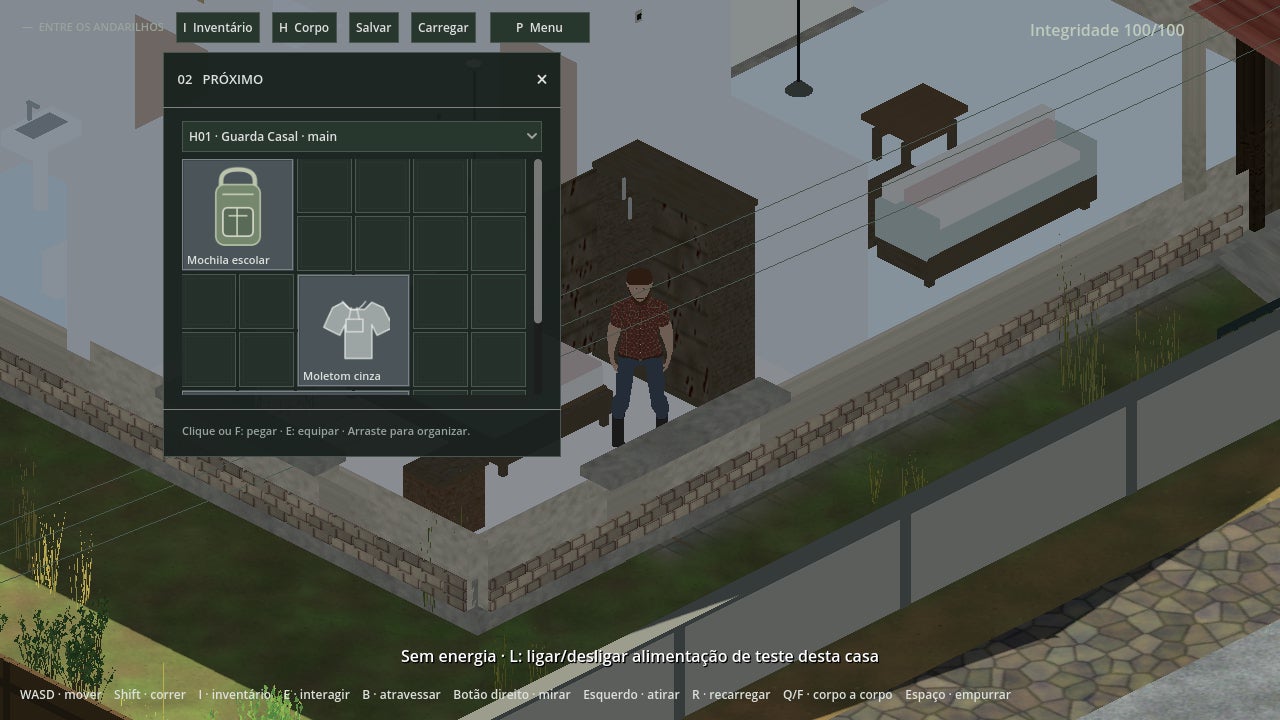 — ENTRE OS ANDARILHOS
I Inventário
H Corpo
Salvar
Carregar
P Menu
Integridade 100/100
02 PRÓXIMO
×
H01 · Guarda Casal · main
Mochila escolar
Moletom cinza
Clique ou F: pegar · E: equipar · Arraste para organizar.
Sem energia · L: ligar/desligar alimentação de teste desta casa
WASD · mover Shift · correr I · inventário E · interagir B · atravessar Botão direito · mirar Esquerdo · atirar R · recarregar Q/F · corpo a corpo Espaço · empurrar